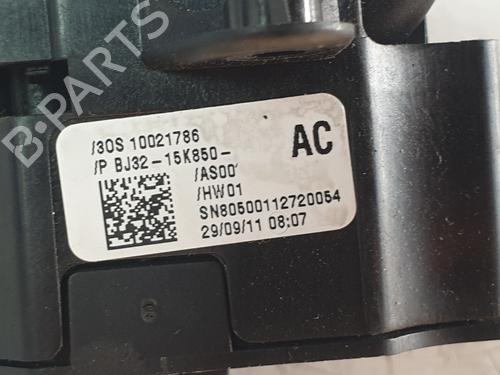 B-PARTS
/3OS 10021786
/P BJ32-15K850-
AC
/AS00
/HW01
SN80500112720054
29/09/11 08:07